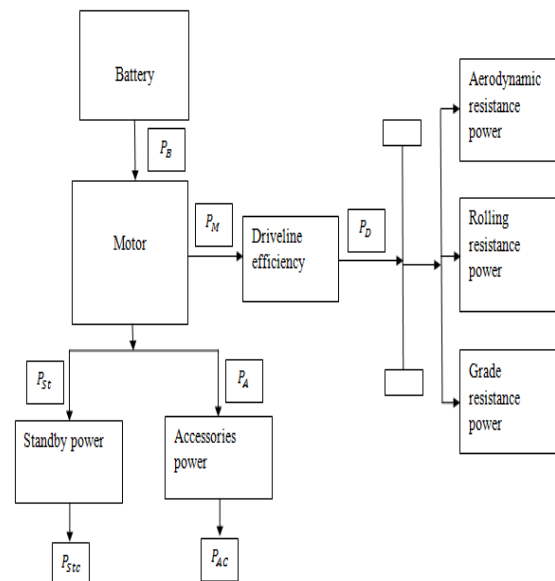 Battery
P_B
Motor
P_M
Driveline
efficiency
P_D
Aerodynamic
resistance
power
Rolling
resistance
power
Grade
resistance
power
P_St
P_A
Standby power
Accessories
power
P_Stc
P_AC